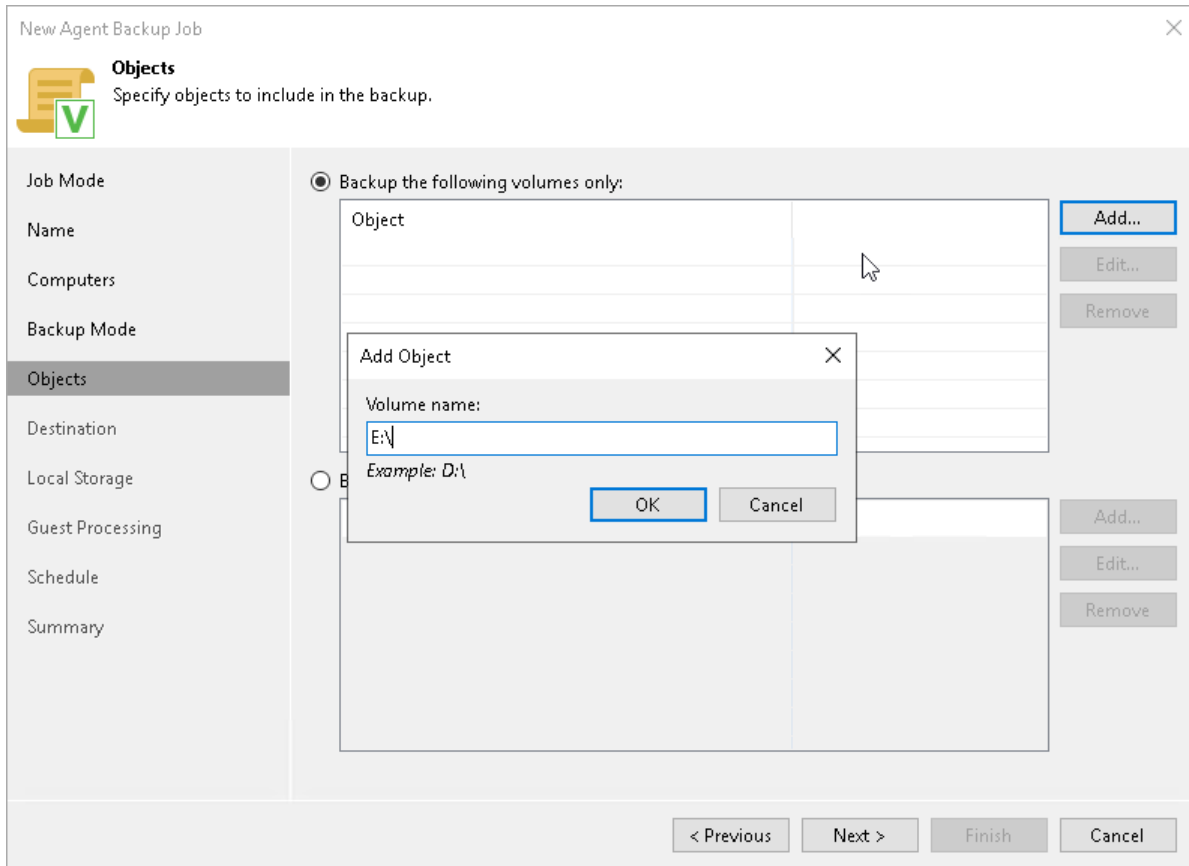 New Agent Backup Job
Objects
Specify objects to include in the backup.
Job Mode
Name
Computers
Backup Mode
Objects
Destination
Local Storage
Guest Processing
Schedule
Summary
Backup the following volumes only:
Object
Add...
Edit...
Remove
Add Object
Volume name:
E:\
Example: D:\
OK
Cancel
Add...
Edit...
Remove
< Previous
Next >
Finish
Cancel